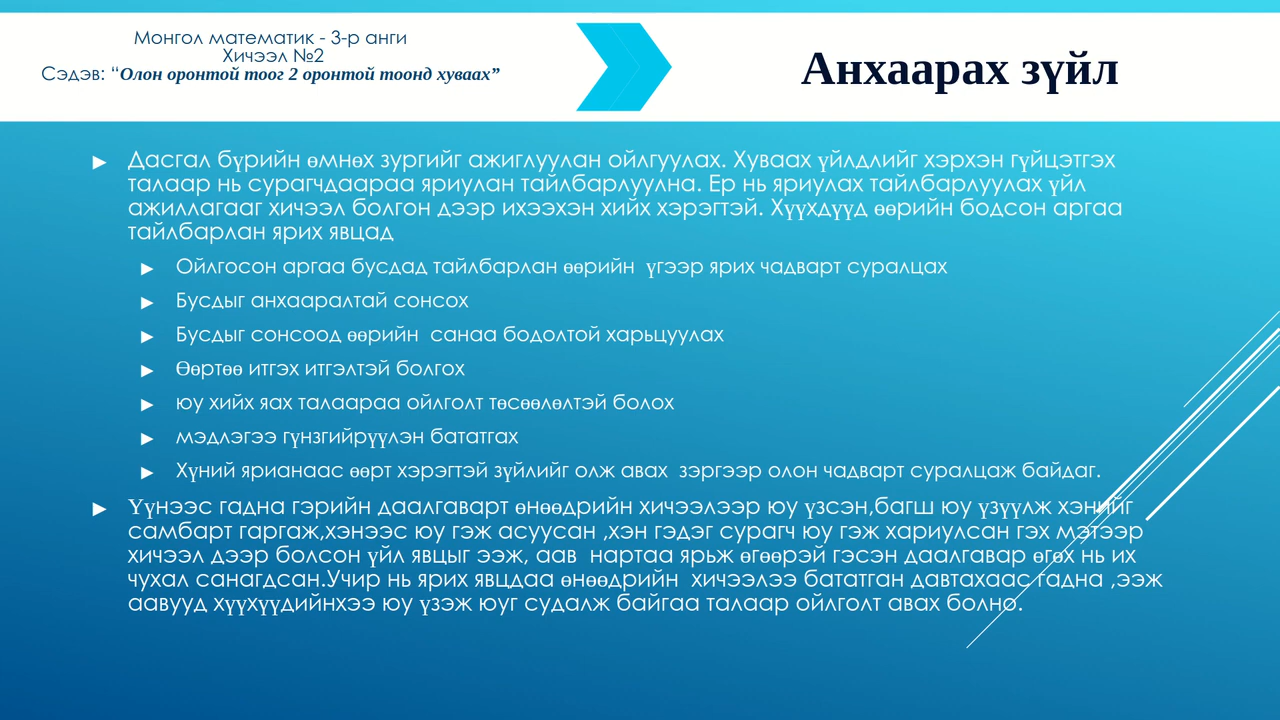 Монгол математик - 3-р анги
Хичээл №2
Сэдэв: “Олон оронтой тоог 2 оронтой тоонд хуваах”
Анхаарах зүйл
Дасгал бүрийн өмнөх зургийг ажиглуулан ойлгуулах. Хуваах үйлдлийг хэрхэн гүйцэтгэх
талаар нь сурагчдаараа яриулан тайлбарлуулна. Ер нь яриулах тайлбарлуулах үйл
ажиллагааг хичээл болгон дээр ихээхэн хийх хэрэгтэй. Хүүхдүүд өөрийн бодсон аргаа
тайлбарлан ярих явцад
Ойлгосон аргаа бусдад тайлбарлан өөрийн  үгээр ярих чадварт суралцах
Бусдыг анхааралтай сонсох
Бусдыг сонсоод өөрийн  санаа бодолтой харьцуулах
Өөртөө итгэх итгэлтэй болгох
юу хийх яах талаараа ойлголт төсөөлөлтэй болох
мэдлэгээ гүнзгийрүүлэн бататгах
Хүний ярианаас өөрт хэрэгтэй зүйлийг олж авах  зэргээр олон чадварт суралцаж байдаг.
Үүнээс гадна гэрийн даалгаварт өнөөдрийн хичээлээр юу үзсэн,багш юу үзүүлж хэнийг
самбарт гаргаж,хэнээс юу гэж асуусан ,хэн гэдэг сурагч юу гэж хариулсан гэх мэтээр
хичээл дээр болсон үйл явцыг ээж, аав  нартаа ярьж өгөөрэй гэсэн даалгавар өгөх нь их
чухал санагдсан.Учир нь ярих явцдаа өнөөдрийн  хичээлээ бататган давтахаас гадна ,ээж
аавууд хүүхүүдийнхээ юу үзэж юуг судалж байгаа талаар ойлголт авах болно.